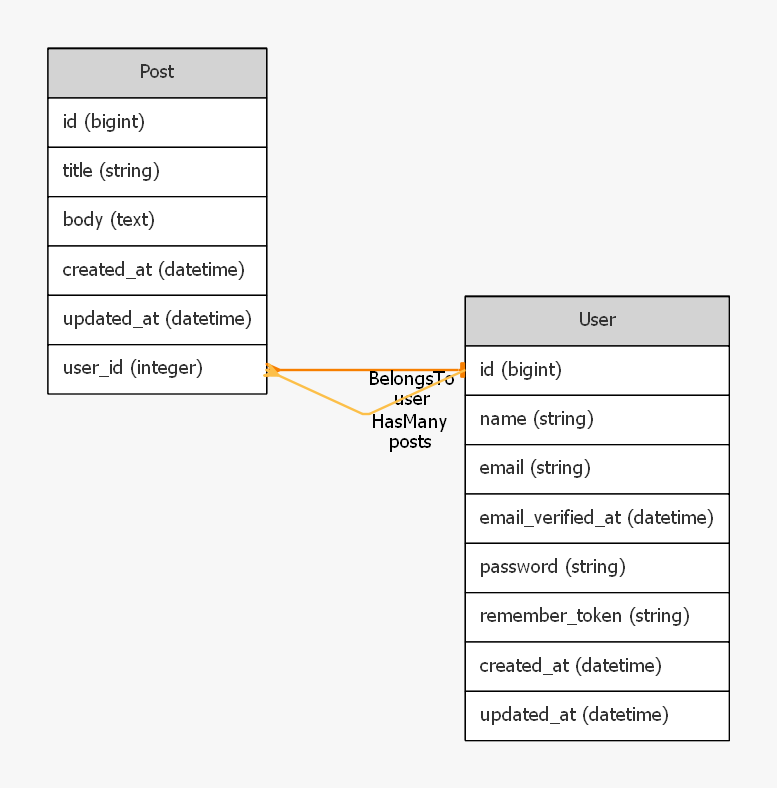 Post
id (bigint)
title (string)
body (text)
created_at (datetime)
updated_at (datetime)
user_id (integer)
BelongsTo
user
HasMany
posts
User
id (bigint)
name (string)
email (string)
email_verified_at (datetime)
password (string)
remember_token (string)
created_at (datetime)
updated_at (datetime)